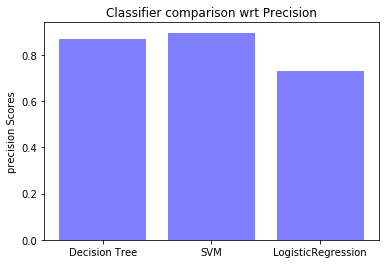 Classifier comparison wrt Precision
precision Scores
0.8
0.6
0.4
0.2
0.0
Decision Tree
SVM
LogisticRegression